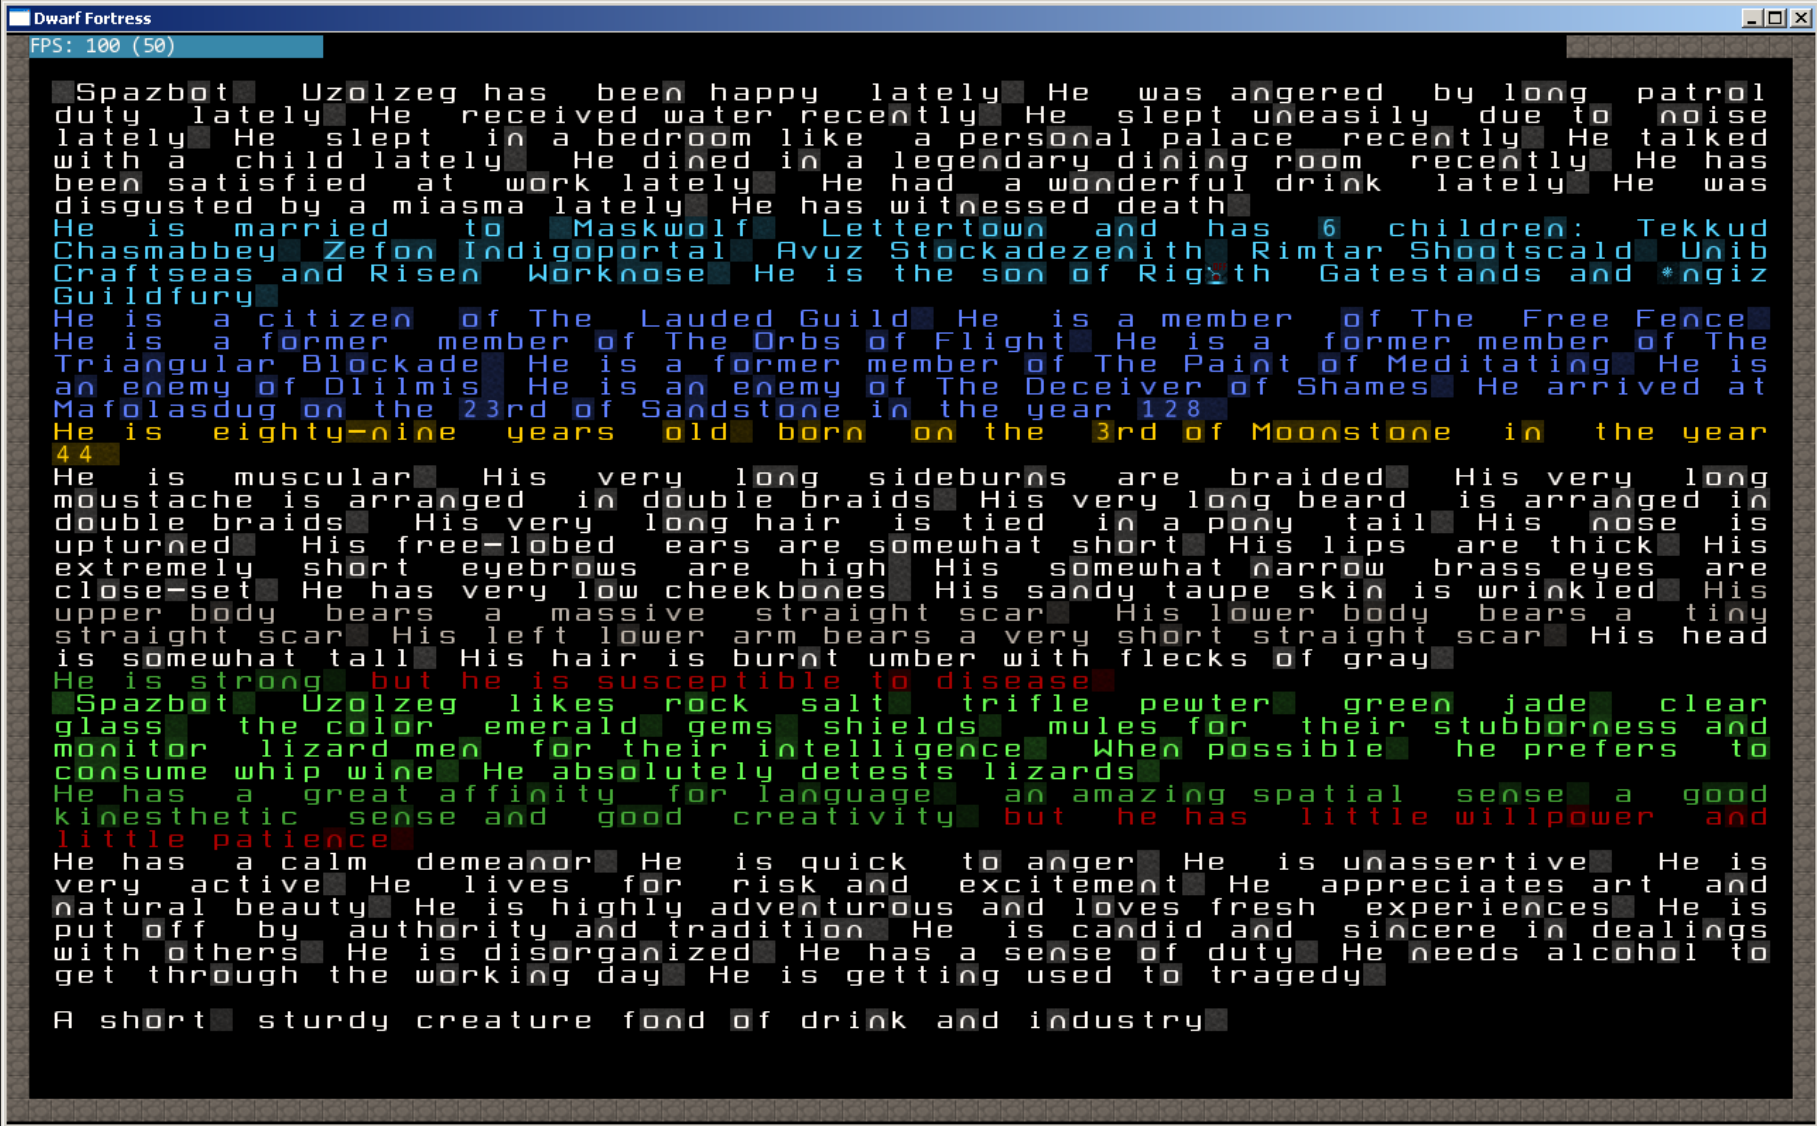 Dwarf Fortress
FPS: 100 (50)
Spazbot Uzolzeg has been happy lately He was angered by long patrol
duty lately He received water recently He slept uneasily due to noise
lately He slept in a bedroom like a personal palace recently He talked
with a child lately He dined in a legendary dining room recently He has
been satisfied at work lately He had a wonderful drink lately He was
disgusted by a miasma lately He has witnessed death
He is married to Maskwolf Lettertown and has 6 children: Tekkud
Chasmabbey Zefon Indigoportal Avuz Stockadezenith Rimtar Shootscald Unib
Craftseas and Risen Worknose He is the son of Gatestands and
Guildfury
He is a citizen of The Lauded Guild He is a member of The Free Fence
He is a former member of The Orbs of Flight He is a former member of The
Triangular Blockade He is a former member of The Paint of Meditating He is
an enemy of Dlilmis He is an enemy of The Deceiver of Shames He arrived at
Mafolasdug on the 23rd of Sandstone in the year 128
He is eighty-nine years old born on the 3rd of Moonstone in the year
44
He is muscular His very long sideburns are braided His very long
moustache is arranged in double braids His very long beard is arranged in
double braids His very long hair is tied in a pony tail His nose is
upturned His free-lobed ears are somewhat short His lips are thick His
extremely short eyebrows are high His somewhat narrow brass eyes are
close-set He has very low cheekbones His sandy taupe skin is wrinkled His
upper body bears a massive straight scar His lower body bears a tiny
straight scar His left lower arm bears a very short straight scar His head
is somewhat tall His hair is burnt umber with flecks of gray
He is strong but he is susceptible to disease
Spazbot Uzolzeg likes rock salt trifle pewter green jade clear
glass the color emerald gems shields mules for their stubborness and
monitor lizard men for their intelligence When possible he prefers to
consume whip wine He absolutely detests lizards
He has a great affinity for language an amazing spatial sense a good
kinesthetic sense and good creativity but he has little willpower and
little patience
He has a calm demeanor He is quick to anger He is unassertive He is
very active He lives for risk and excitement He appreciates art and
natural beauty He is highly adventurous and loves fresh experiences He is
put off by authority and tradition He is candid and sincere in dealings
with others He is disorganized He has a sense of duty He needs alcohol to
get through the working day He is getting used to tragedy
A short sturdy creature fond of drink and industry